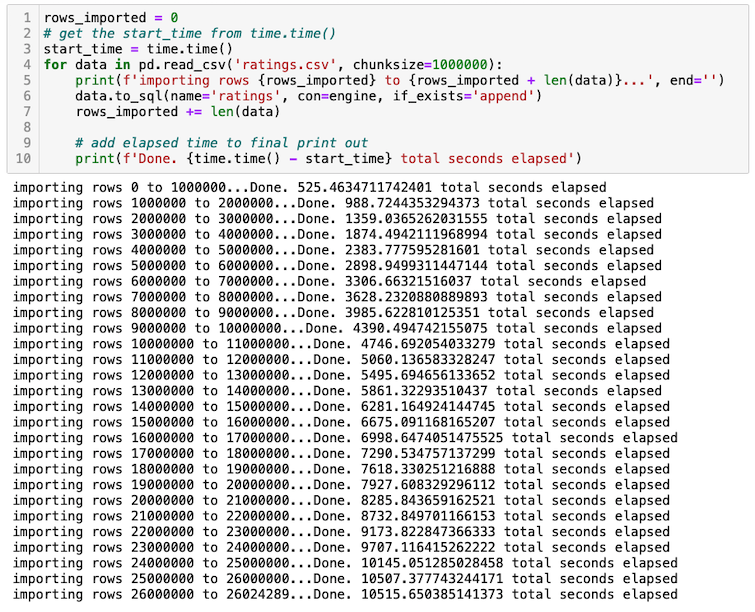 1 rows_imported = 0
2 # get the start_time from time.time()
3 start_time = time.time()
4 for data in pd.read_csv('ratings.csv', chunksize=1000000):
5     print(f'importing rows {rows_imported} to {rows_imported + len(data)}...', end='')
6     data.to_sql(name='ratings', con=engine, if_exists='append')
7     rows_imported += len(data)
8
9     # add elapsed time to final print out
10     print(f'Done. {time.time() - start_time} total seconds elapsed')
importing rows 0 to 1000000...Done. 525.4634711742401 total seconds elapsed
importing rows 1000000 to 2000000...Done. 988.7244353294373 total seconds elapsed
importing rows 2000000 to 3000000...Done. 1359.0365262031555 total seconds elapsed
importing rows 3000000 to 4000000...Done. 1874.4942111968994 total seconds elapsed
importing rows 4000000 to 5000000...Done. 2383.777595281601 total seconds elapsed
importing rows 5000000 to 6000000...Done. 2898.9499311447144 total seconds elapsed
importing rows 6000000 to 7000000...Done. 3306.66321516037 total seconds elapsed
importing rows 7000000 to 8000000...Done. 3628.2320880889893 total seconds elapsed
importing rows 8000000 to 9000000...Done. 3985.622810125351 total seconds elapsed
importing rows 9000000 to 10000000...Done. 4390.494742155075 total seconds elapsed
importing rows 10000000 to 11000000...Done. 4746.692054033279 total seconds elapsed
importing rows 11000000 to 12000000...Done. 5060.136583328247 total seconds elapsed
importing rows 12000000 to 13000000...Done. 5495.694656133652 total seconds elapsed
importing rows 13000000 to 14000000...Done. 5861.32293510437 total seconds elapsed
importing rows 14000000 to 15000000...Done. 6281.164924144745 total seconds elapsed
importing rows 15000000 to 16000000...Done. 6675.091168165207 total seconds elapsed
importing rows 16000000 to 17000000...Done. 6998.6474051475525 total seconds elapsed
importing rows 17000000 to 18000000...Done. 7290.534757137299 total seconds elapsed
importing rows 18000000 to 19000000...Done. 7618.330251216888 total seconds elapsed
importing rows 19000000 to 20000000...Done. 7927.608329296112 total seconds elapsed
importing rows 20000000 to 21000000...Done. 8285.843659162521 total seconds elapsed
importing rows 21000000 to 22000000...Done. 8732.849701166153 total seconds elapsed
importing rows 22000000 to 23000000...Done. 9173.822847366333 total seconds elapsed
importing rows 23000000 to 24000000...Done. 9707.116415262222 total seconds elapsed
importing rows 24000000 to 25000000...Done. 10145.051285028458 total seconds elapsed
importing rows 25000000 to 26000000...Done. 10507.377743244171 total seconds elapsed
importing rows 26000000 to 26024289...Done. 10515.650385141373 total seconds elapsed